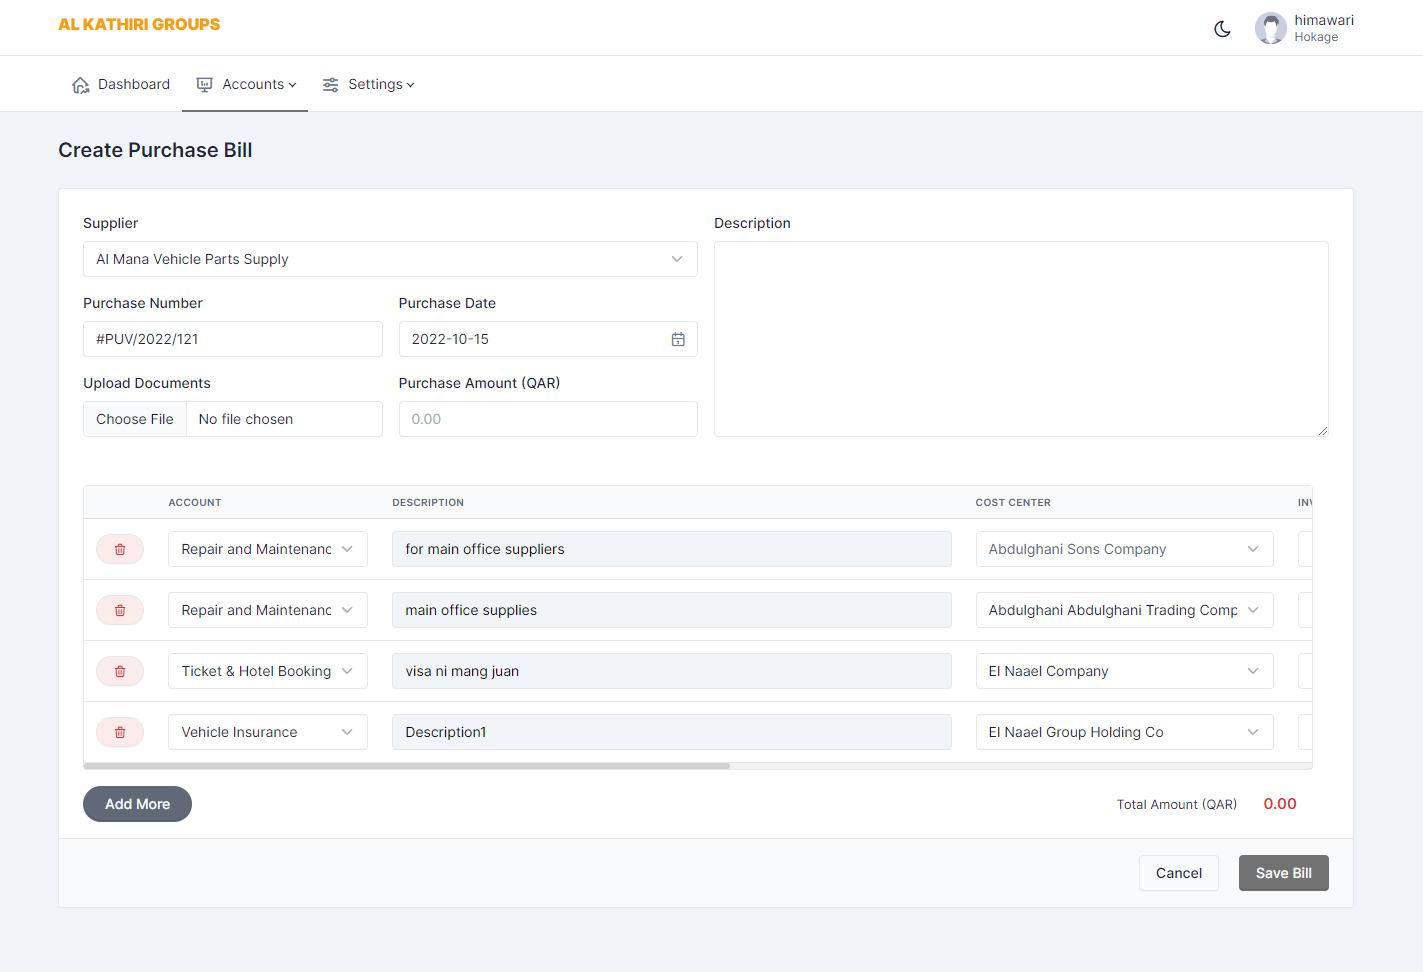 AL KATHIRI GROUPS
himawari
Hokage
Dashboard
Accounts
Settings
Create Purchase Bill
Supplier
Description
Al Mana Vehicle Parts Supply
Purchase Number
Purchase Date
#PUV/2022/121
2022-10-15
Upload Documents
Purchase Amount (QAR)
Choose File
No file chosen
0.00
ACCOUNT
DESCRIPTION
COST CENTER
INV
Repair and Maintenanc
for main office suppliers
Abdulghani Sons Company
Repair and Maintenanc
main office supplies
Abdulghani Abdulghani Trading Comp
Ticket & Hotel Booking
visa ni mang juan
El Naael Company
Vehicle Insurance
Description1
El Naael Group Holding Co
Add More
Total Amount (QAR)
0.00
Cancel
Save Bill